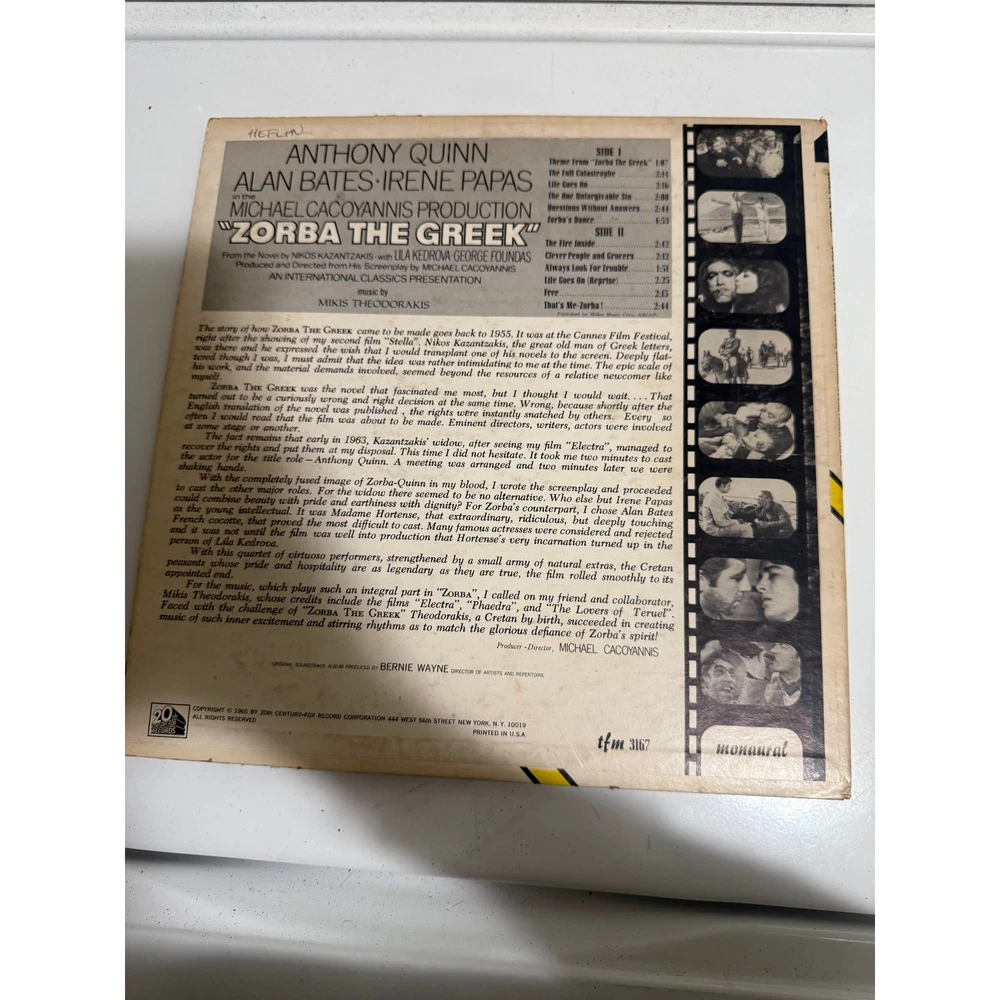 HEFLIN
ANTHONY QUINN
ALAN BATES·IRENE PAPAS
in the
MICHAEL CACOYANNIS PRODUCTION
"ZORBA THE GREEK"
From the Novel by NIKOS KAZANTZAKIS · with LILA KEDROVA · GEORGE FOUNDAS
Produced and Directed from His Screenplay by MICHAEL CACOYANNIS
AN INTERNATIONAL CLASSICS PRESENTATION
music by
MIKIS THEODORAKIS
SIDE I
Theme From "Zorba The Greek" 1:07
The Full Catastrophe 2:14
Life Goes On 2:16
The One Unforgivable Sin 2:08
Questions Without Answers 2:44
Zorba's Dance 4:53
SIDE II
The Fire Inside 2:42
Clever People and Grocers 2:12
Always Look For Trouble 1:51
Life Goes On (Reprise) 2:25
Free 2:15
That's Me-Zorba! 2:44
The story of how ZORBA THE GREEK came to be made goes back to 1955. It was at the Cannes Film Festival,
right after the showing of my second film "Stella". Nikos Kazantzakis, the great old man of Greek letters,
was there and he expressed the wish that I would transplant one of his novels to the screen. Deeply flat-
tered though I was, I must admit that the idea was rather intimidating to me at the time. The epic scale of
his work, and the material demands involved, seemed beyond the resources of a relative newcomer like
myself.
ZORBA THE GREEK was the novel that fascinated me most, but I thought I would wait. . . . That
turned out to be a curiously wrong and right decision at the same time. Wrong, because shortly after the
English translation of the novel was published , the rights were instantly snatched by others. Every so
often I would read that the film was about to be made. Eminent directors, writers, actors were involved
at some stage or another.
The fact remains that early in 1963, Kazantzakis' widow, after seeing my film "Electra", managed to
recover the rights and put them at my disposal. This time I did not hesitate. It took me two minutes to cast
the actor for the title role—Anthony Quinn. A meeting was arranged and two minutes later we were
shaking hands.
With the completely fused image of Zorba-Quinn in my blood, I wrote the screenplay and proceeded
to cast the other major roles. For the widow there seemed to be no alternative. Who else but Irene Papas
could combine beauty with pride and earthiness with dignity? For Zorba's counterpart, I chose Alan Bates
as the young intellectual. It was Madame Hortense, that extraordinary, ridiculous, but deeply touching
French cocotte, that proved the most difficult to cast. Many famous actresses were considered and rejected
and it was not until the film was well into production that Hortense's very incarnation turned up in the
person of Lila Kedrova.
With this quartet of virtuoso performers, strengthened by a small army of natural extras, the Cretan
peasants whose pride and hospitality are as legendary as they are true, the film rolled smoothly to its
appointed end.
For the music, which plays such an integral part in "ZORBA", I called on my friend and collaborator,
Mikis Theodorakis, whose credits include the films "Electra", "Phaedra", and "The Lovers of Teruel".
Faced with the challenge of "ZORBA THE GREEK" Theodorakis, a Cretan by birth, succeeded in creating
music of such inner excitement and stirring rhythms as to match the glorious defiance of Zorba's spirit!
Producer-Director, MICHAEL CACOYANNIS
ORIGINAL SOUNDTRACK ALBUM PRODUCED BY BERNIE WAYNE DIRECTOR OF ARTISTS AND REPERTOIRE
20th
CENTURY-FOX
RECORDS
COPYRIGHT © 1965 BY 20th CENTURY-FOX RECORD CORPORATION 444 WEST 56th STREET NEW YORK, N.Y. 10019
ALL RIGHTS RESERVED
PRINTED IN U.S.A.
tfm 3167
monaural